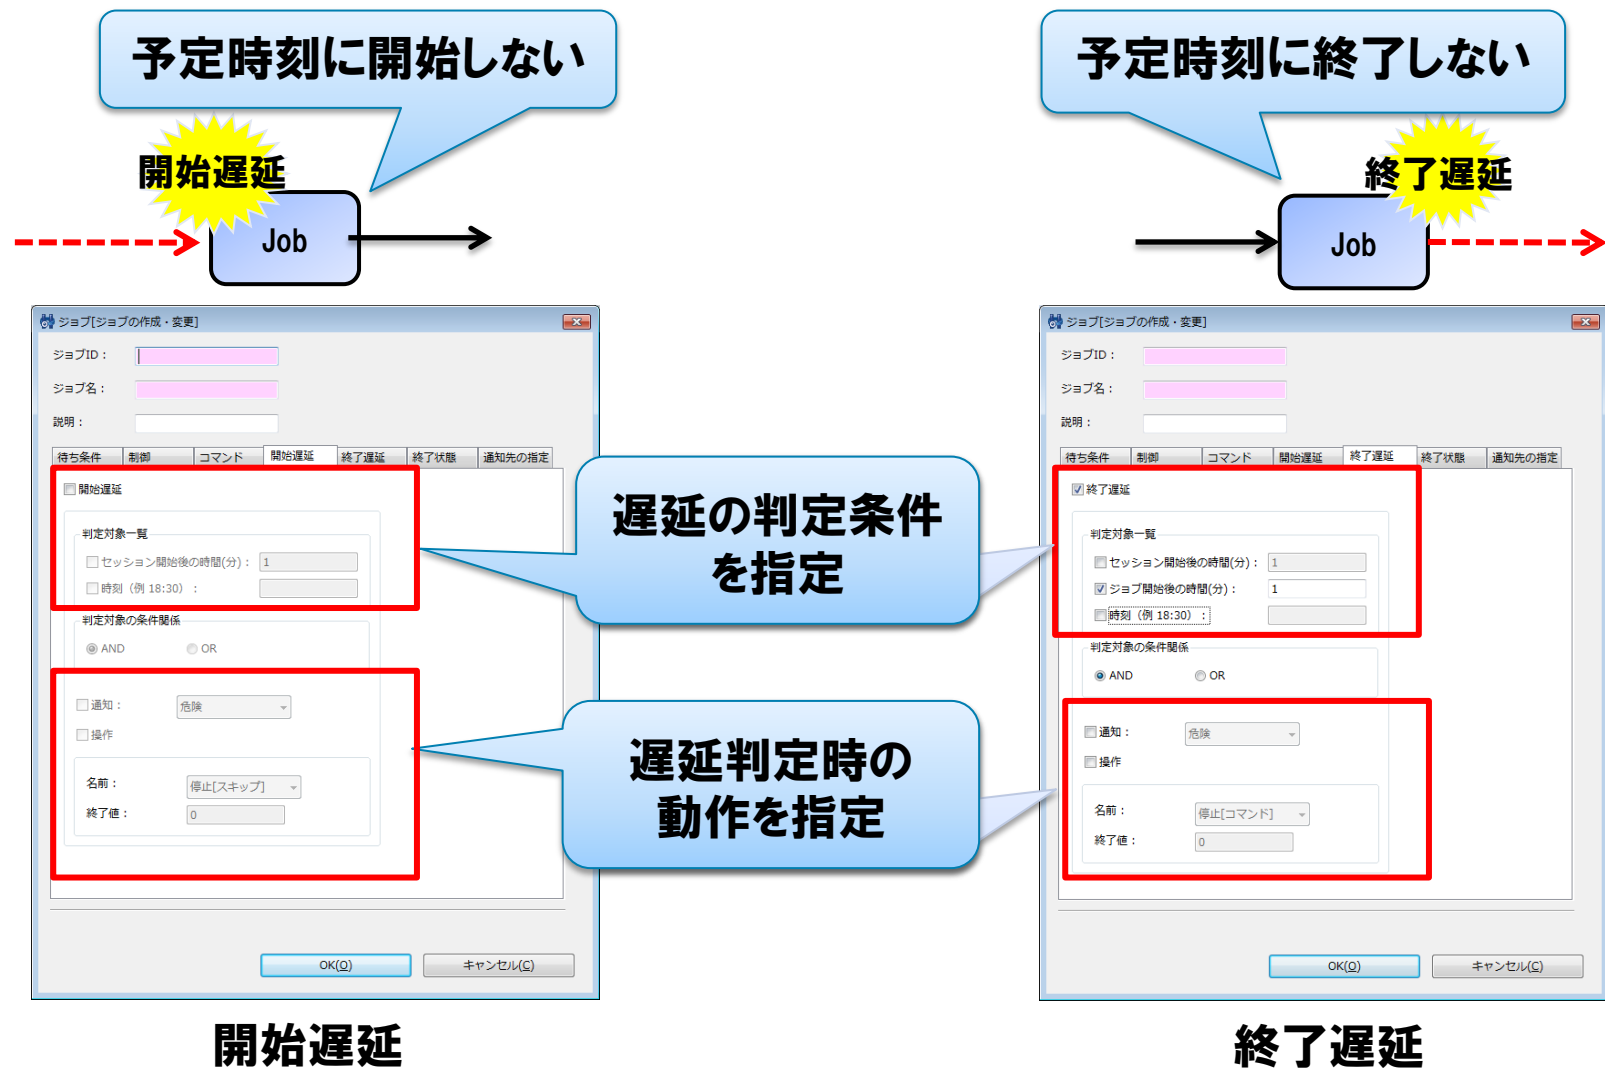 予定時刻に開始しない
開始遅延
Job
予定時刻に終了しない
終了遅延
Job
ジョブ[ジョブの作成・変更]
ジョブID：
ジョブ名：
説明：
待ち条件 制御 コマンド 開始遅延 終了遅延 終了状態 通知先の指定
開始遅延
判定対象一覧
セッション開始後の時間(分)： 1
時刻（例 18:30）：
判定対象の条件関係
AND OR
通知： 危険
操作
名前： 停止[スキップ]
終了値： 0
OK(O) キャンセル(C)
開始遅延
遅延の判定条件
を指定
遅延判定時の
動作を指定
ジョブ[ジョブの作成・変更]
ジョブID：
ジョブ名：
説明：
待ち条件 制御 コマンド 開始遅延 終了遅延 終了状態 通知先の指定
終了遅延
判定対象一覧
セッション開始後の時間(分)： 1
ジョブ開始後の時間(分)： 1
時刻（例 18:30）：
判定対象の条件関係
AND OR
通知： 危険
操作
名前： 停止[コマンド]
終了値： 0
OK(O) キャンセル(C)
終了遅延